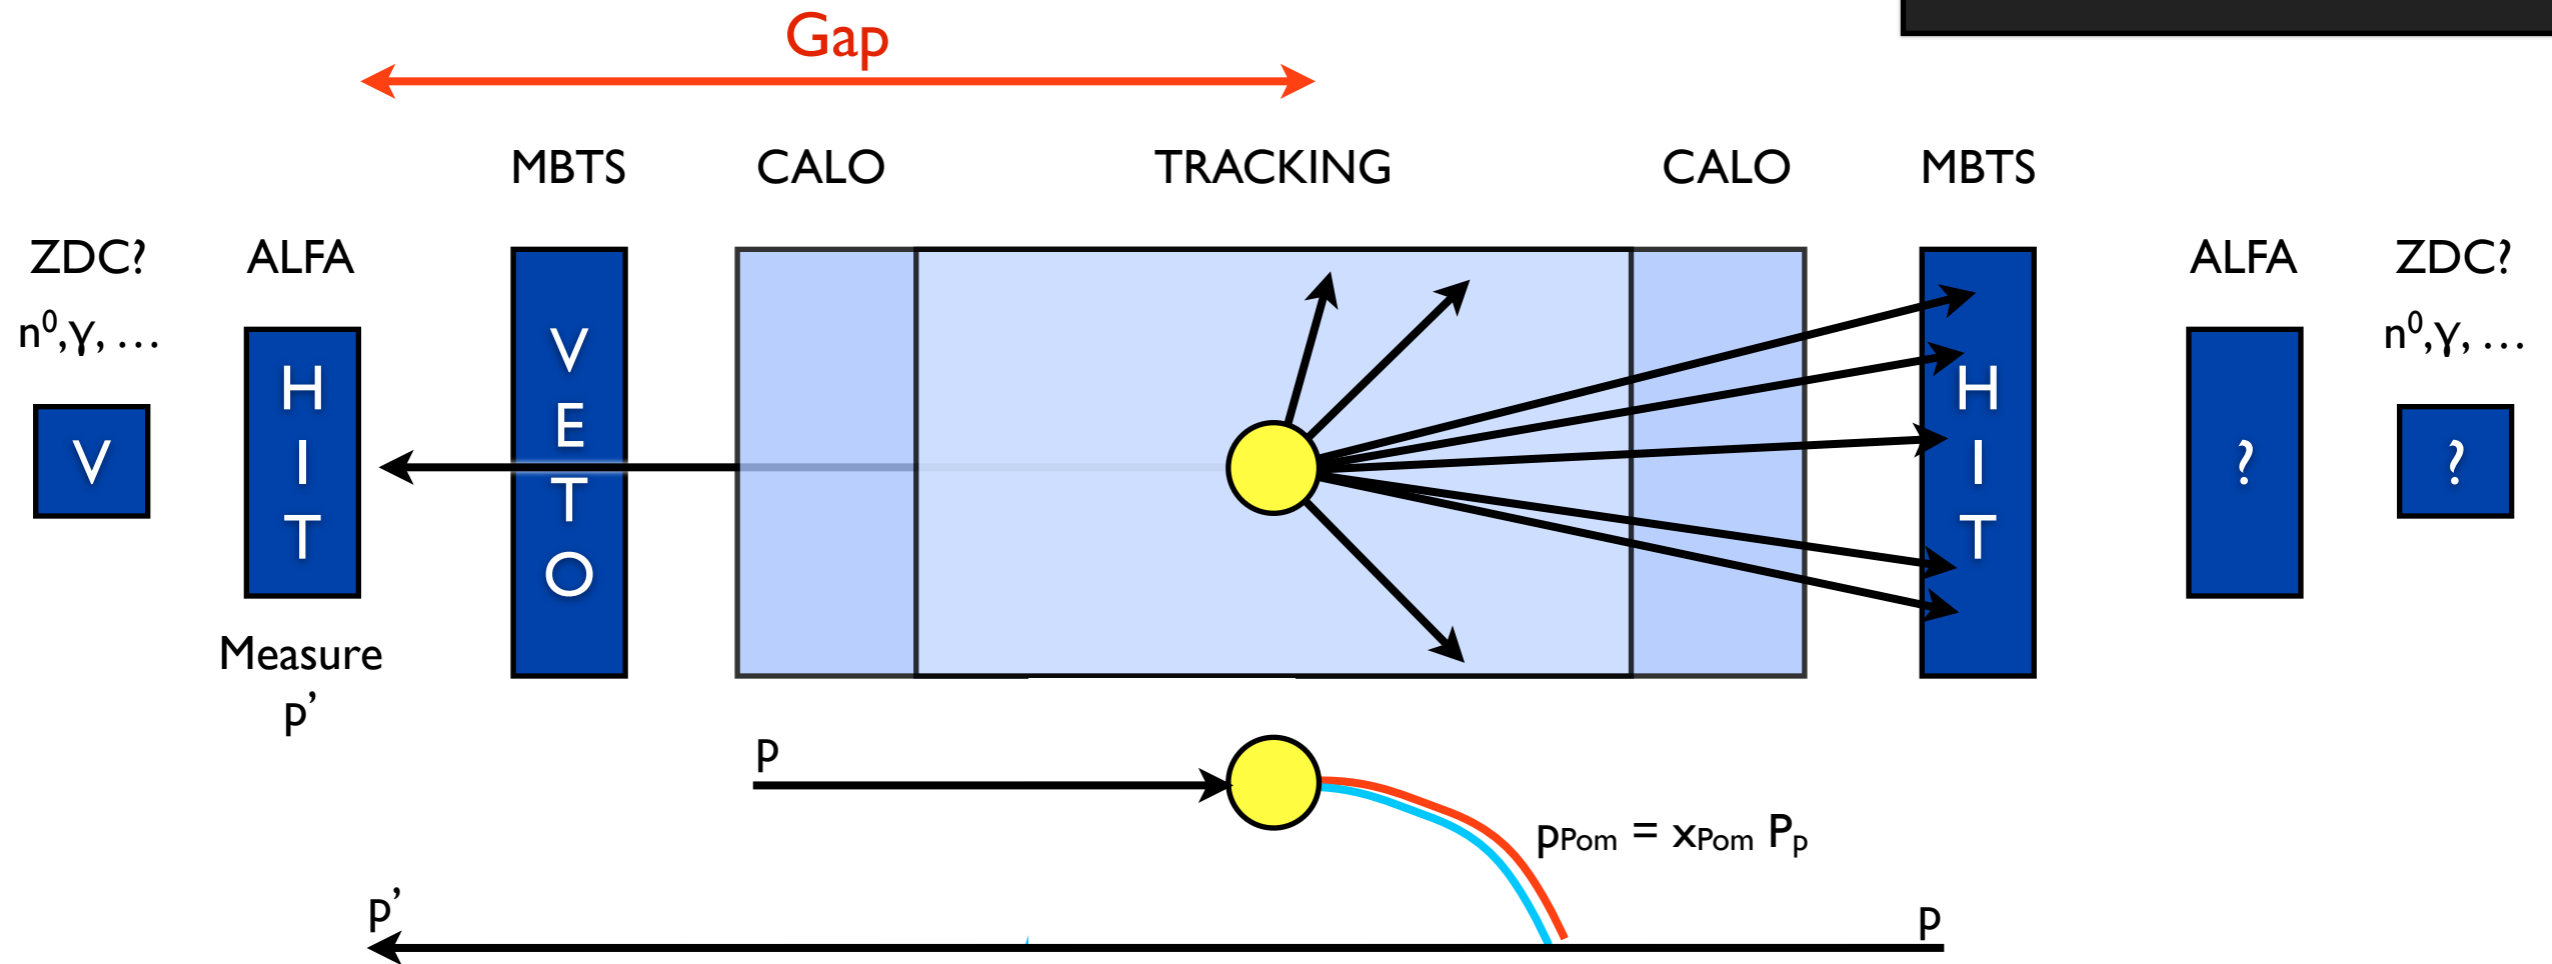 Gap
MBTS CALO TRACKING CALO MBTS
ZDC? ALFA ALFA ZDC?
n⁰,γ, … n⁰,γ, …
V
HIT
VETO
HIT
?
?
Measure
p’
p
pPom = xPom Pp
p’ p